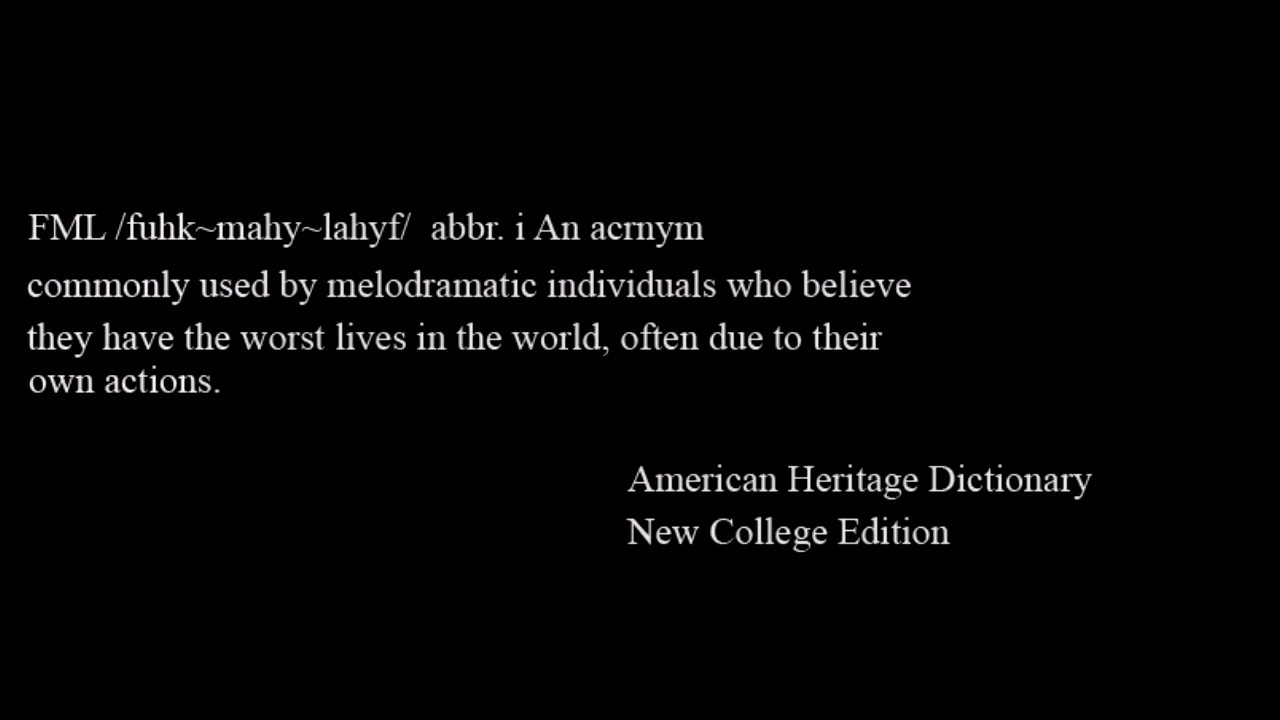 FML /fuhk~mahy~lahyf/  abbr. i An acrnym
commonly used by melodramatic individuals who believe
they have the worst lives in the world, often due to their
own actions.
American Heritage Dictionary
New College Edition